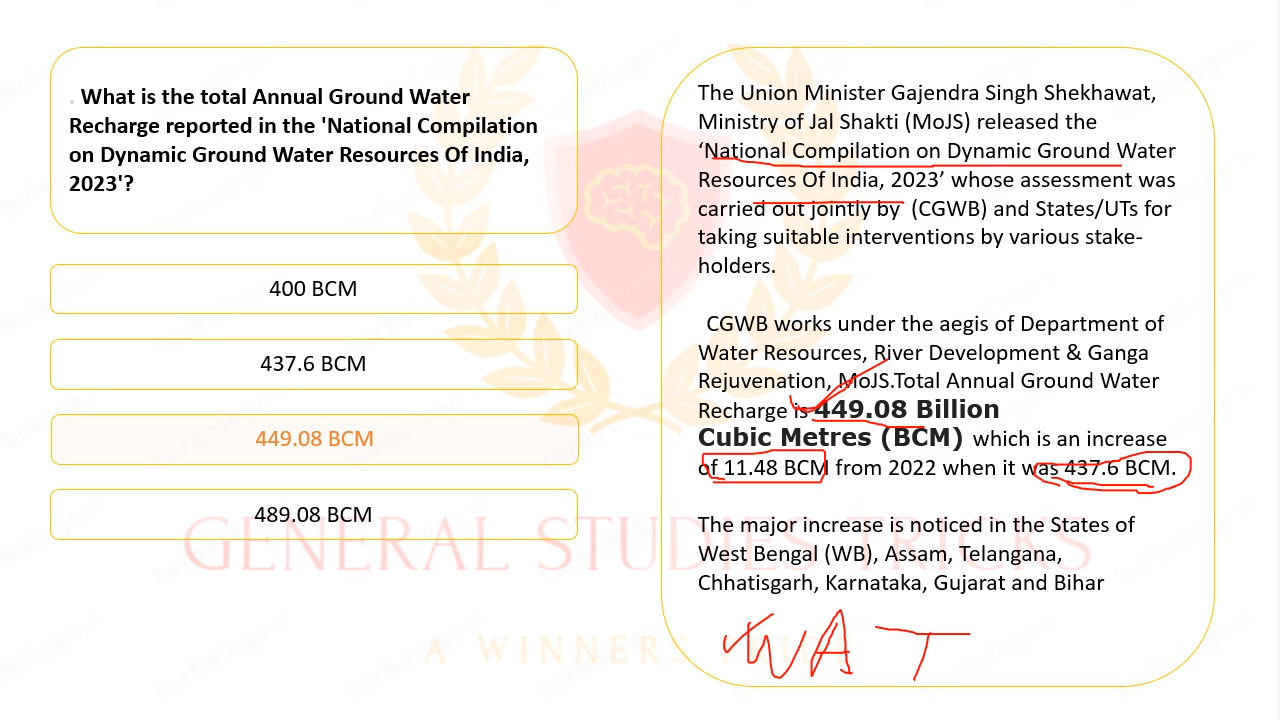 . What is the total Annual Ground Water
Recharge reported in the 'National Compilation
on Dynamic Ground Water Resources Of India,
2023'?
400 BCM
437.6 BCM
449.08 BCM
489.08 BCM
The Union Minister Gajendra Singh Shekhawat,
Ministry of Jal Shakti (MoJS) released the
‘National Compilation on Dynamic Ground Water
Resources Of India, 2023’ whose assessment was
carried out jointly by (CGWB) and States/UTs for
taking suitable interventions by various stake-
holders.
CGWB works under the aegis of Department of
Water Resources, River Development & Ganga
Rejuvenation, MoJS.Total Annual Ground Water
Recharge is 449.08 Billion
Cubic Metres (BCM) which is an increase
of 11.48 BCM from 2022 when it was 437.6 BCM.
The major increase is noticed in the States of
West Bengal (WB), Assam, Telangana,
Chhatisgarh, Karnataka, Gujarat and Bihar
WAT
GENERAL STUDIES TRICKS
A WINNERS